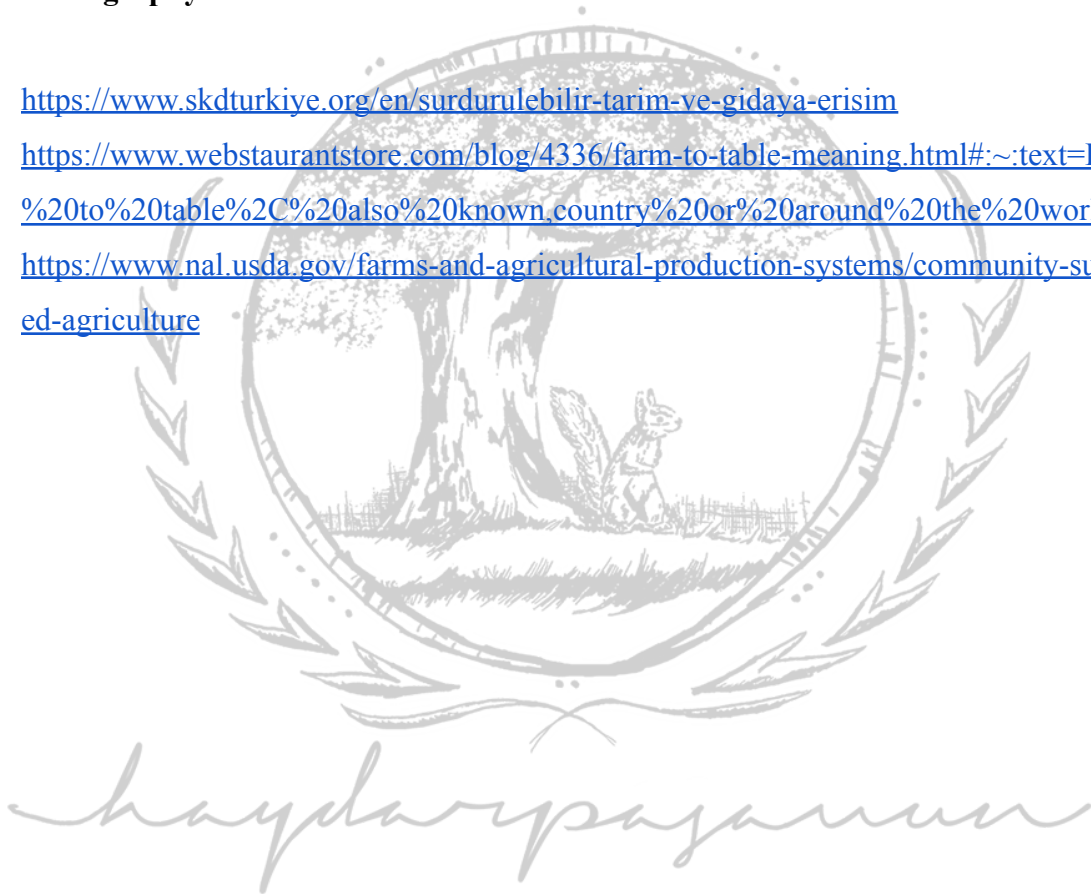 https://www.skdturkiye.org/en/surdurulebilir-tarim-ve-gidaya-erisim
https://www.webstaurantstore.com/blog/4336/farm-to-table-meaning.html#:~:text=
%20to%20table%2C%20also%20known,country%20or%20around%20the%20wor
https://www.nal.usda.gov/farms-and-agricultural-production-systems/community-su
ed-agriculture
haydarpaşamun